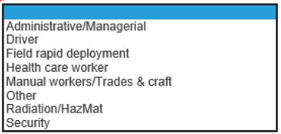 Administrative/Managerial
Driver
Field rapid deployment
Health care worker
Manual workers/Trades & craft
Other
Radiation/HazMat
Security